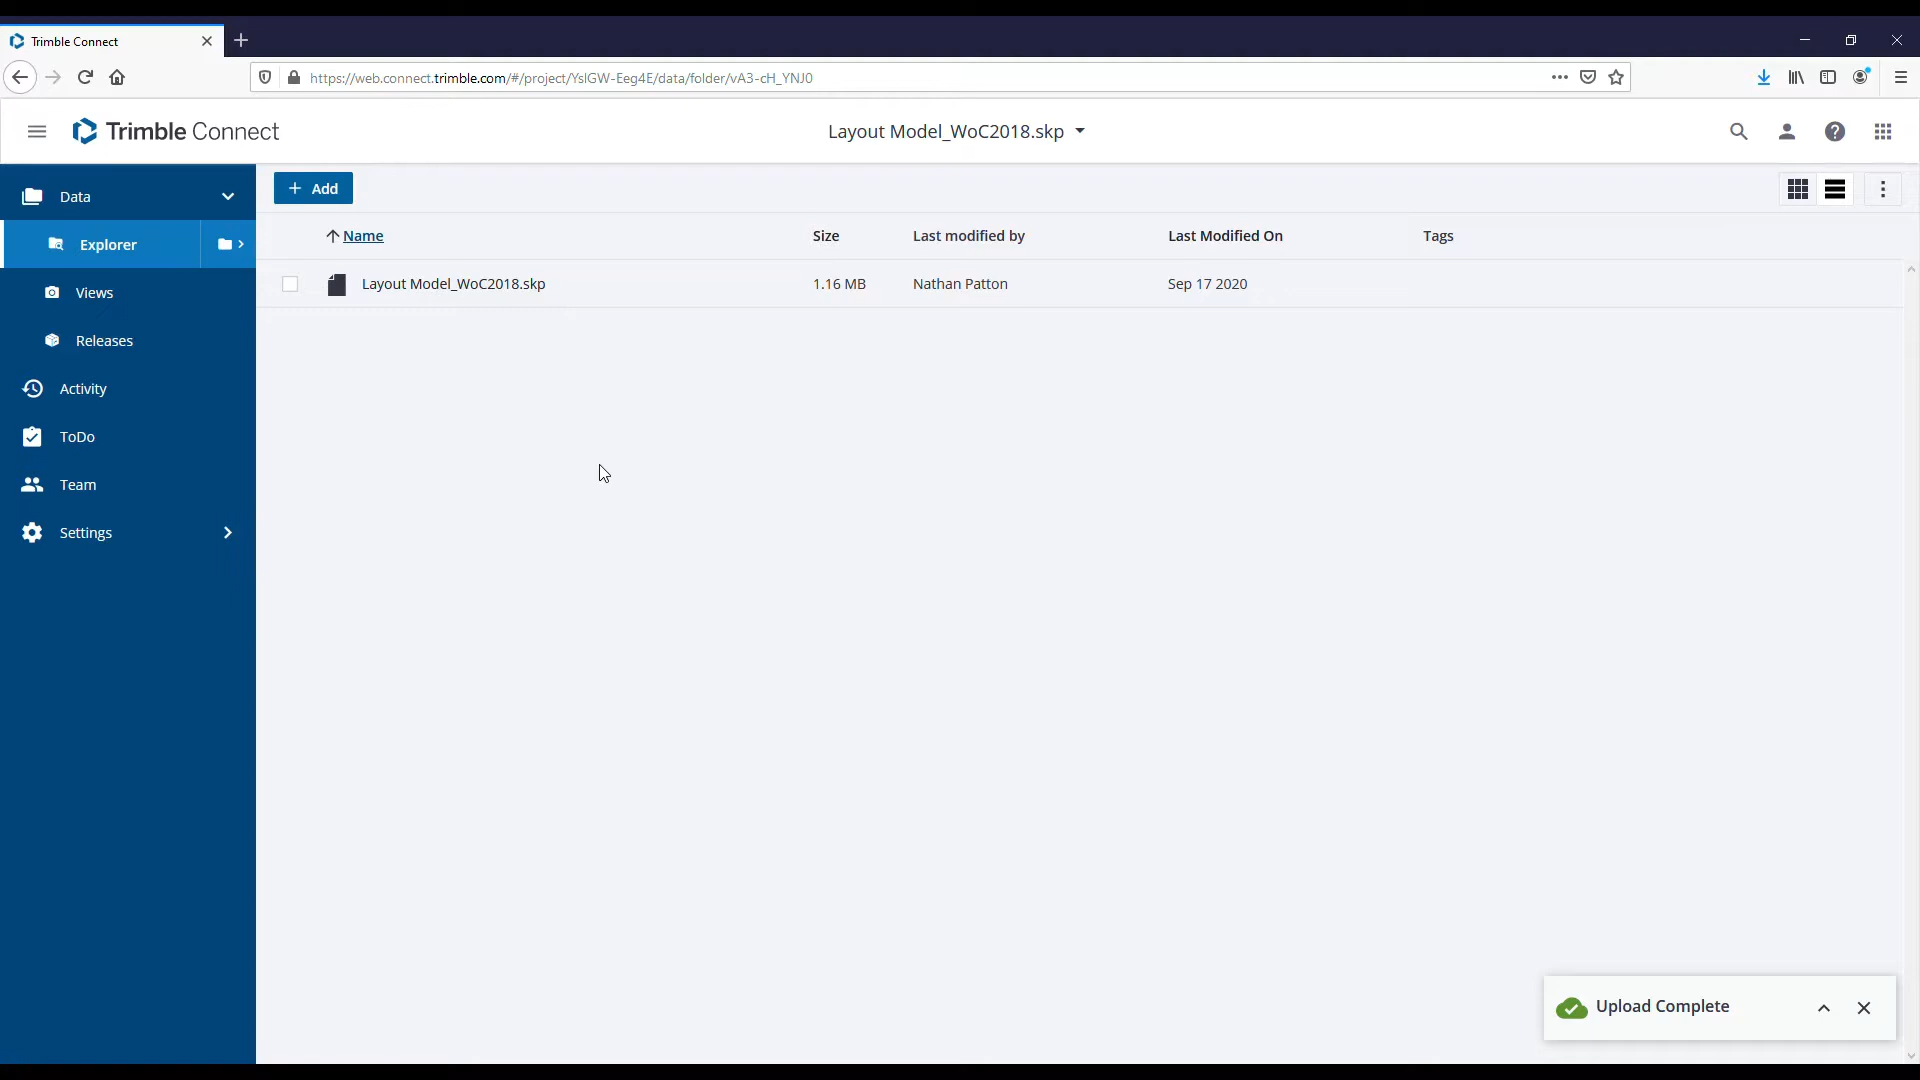 Trimble Connect
https://web.connect.trimble.com/#/project/YslGW-Eeg4E/data/folder/vA3-cH_YNJ0
Trimble Connect
Layout Model_WoC2018.skp
Data
Add
Explorer
Name Size Last modified by Last Modified On Tags
Layout Model_WoC2018.skp 1.16 MB Nathan Patton Sep 17 2020
Views
Releases
Activity
ToDo
Team
Settings
Upload Complete